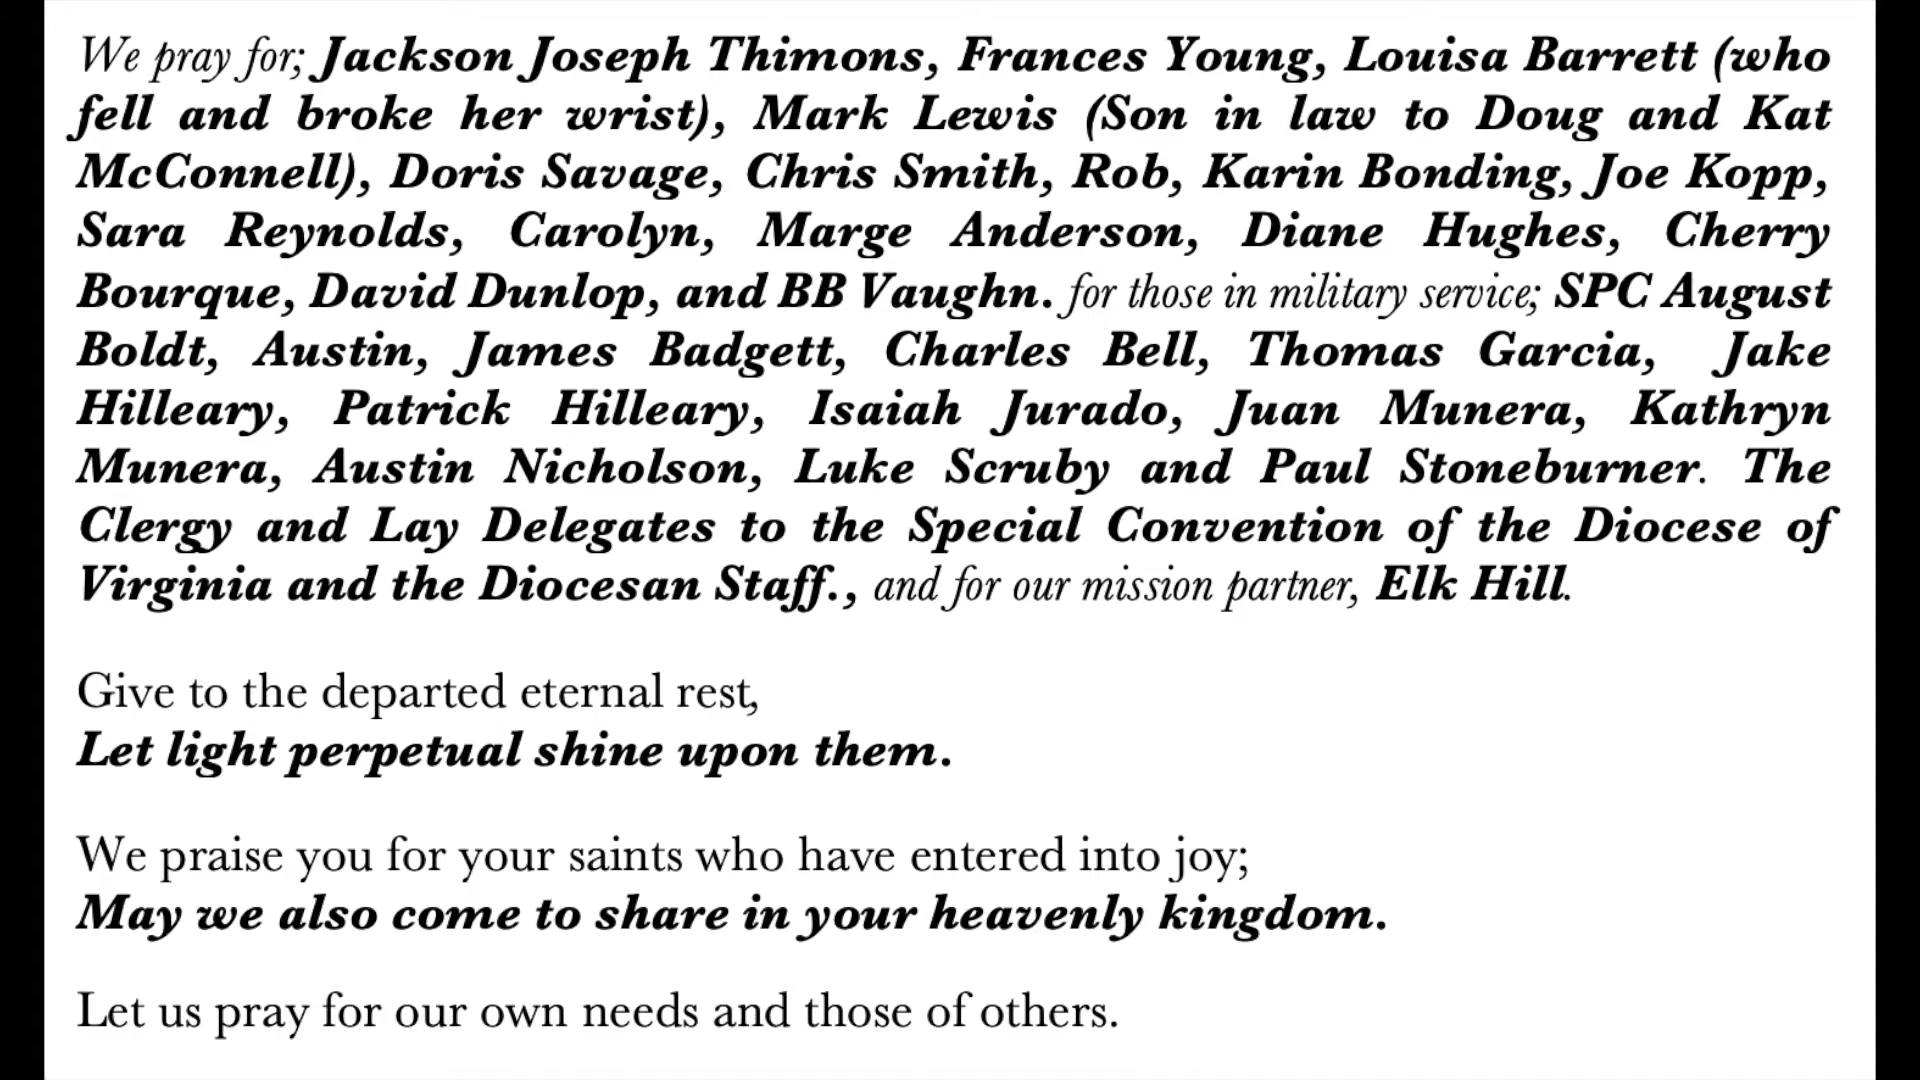 We pray for; Jackson Joseph Thimons, Frances Young, Louisa Barrett (who
fell and broke her wrist), Mark Lewis (Son in law to Doug and Kat
McConnell), Doris Savage, Chris Smith, Rob, Karin Bonding, Joe Kopp,
Sara Reynolds, Carolyn, Marge Anderson, Diane Hughes, Cherry
Bourque, David Dunlop, and BB Vaughn. for those in military service; SPC August
Boldt, Austin, James Badgett, Charles Bell, Thomas Garcia, Jake
Hilleary, Patrick Hilleary, Isaiah Jurado, Juan Munera, Kathryn
Munera, Austin Nicholson, Luke Scruby and Paul Stoneburner. The
Clergy and Lay Delegates to the Special Convention of the Diocese of
Virginia and the Diocesan Staff., and for our mission partner, Elk Hill.
Give to the departed eternal rest,
Let light perpetual shine upon them.
We praise you for your saints who have entered into joy;
May we also come to share in your heavenly kingdom.
Let us pray for our own needs and those of others.